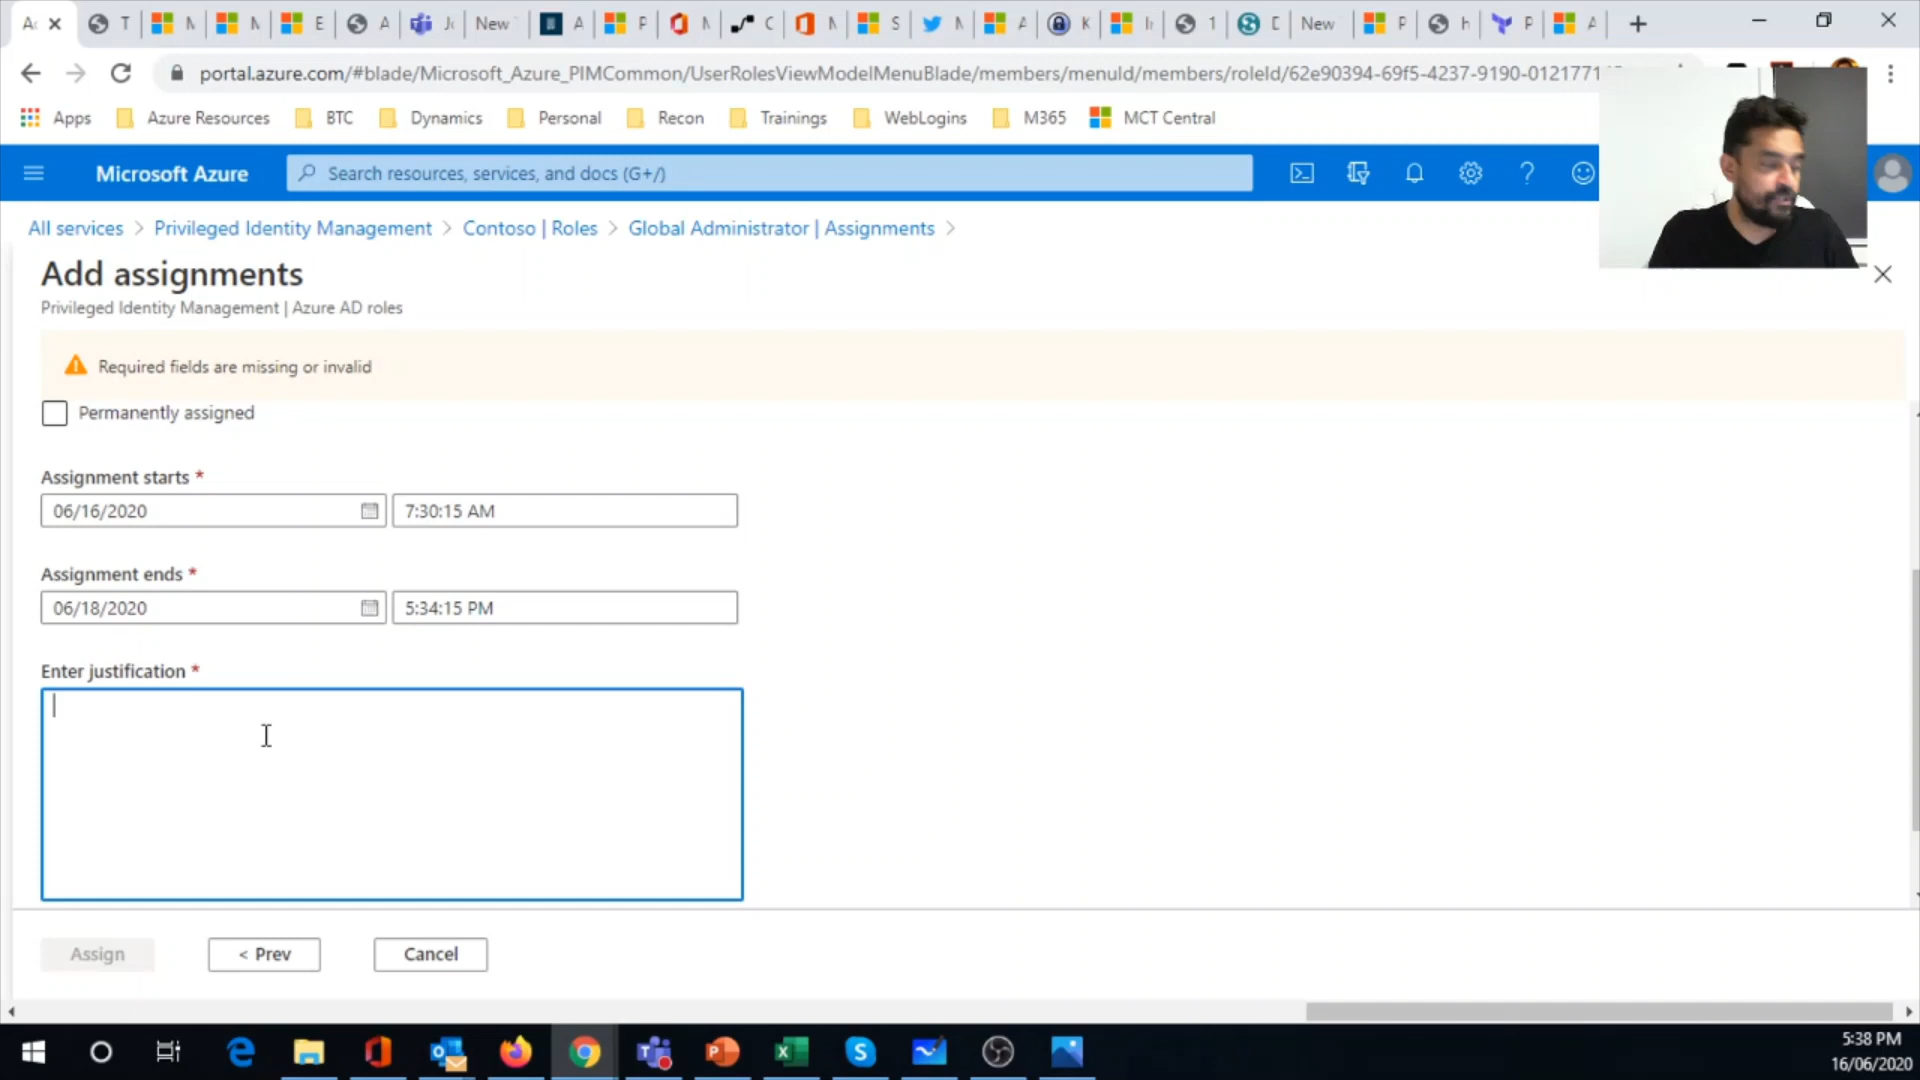 A
T
M
M
E
A
Jo
New
A
P
N
C
N
S
M
A
K
Ir
1
D
New
P
h
P
A
portal.azure.com/#blade/Microsoft_Azure_PIMCommon/UserRolesViewModelMenuBlade/members/menuId/members/roleId/62e90394-69f5-4237-9190-012177145
Apps
Azure Resources
BTC
Dynamics
Personal
Recon
Trainings
WebLogins
M365
MCT Central
Microsoft Azure
Search resources, services, and docs (G+/)
All services > Privileged Identity Management > Contoso | Roles > Global Administrator | Assignments >
Add assignments
Privileged Identity Management | Azure AD roles
Required fields are missing or invalid
Permanently assigned
Assignment starts *
06/16/2020
7:30:15 AM
Assignment ends *
06/18/2020
5:34:15 PM
Enter justification *
Assign
< Prev
Cancel
5:38 PM
16/06/2020